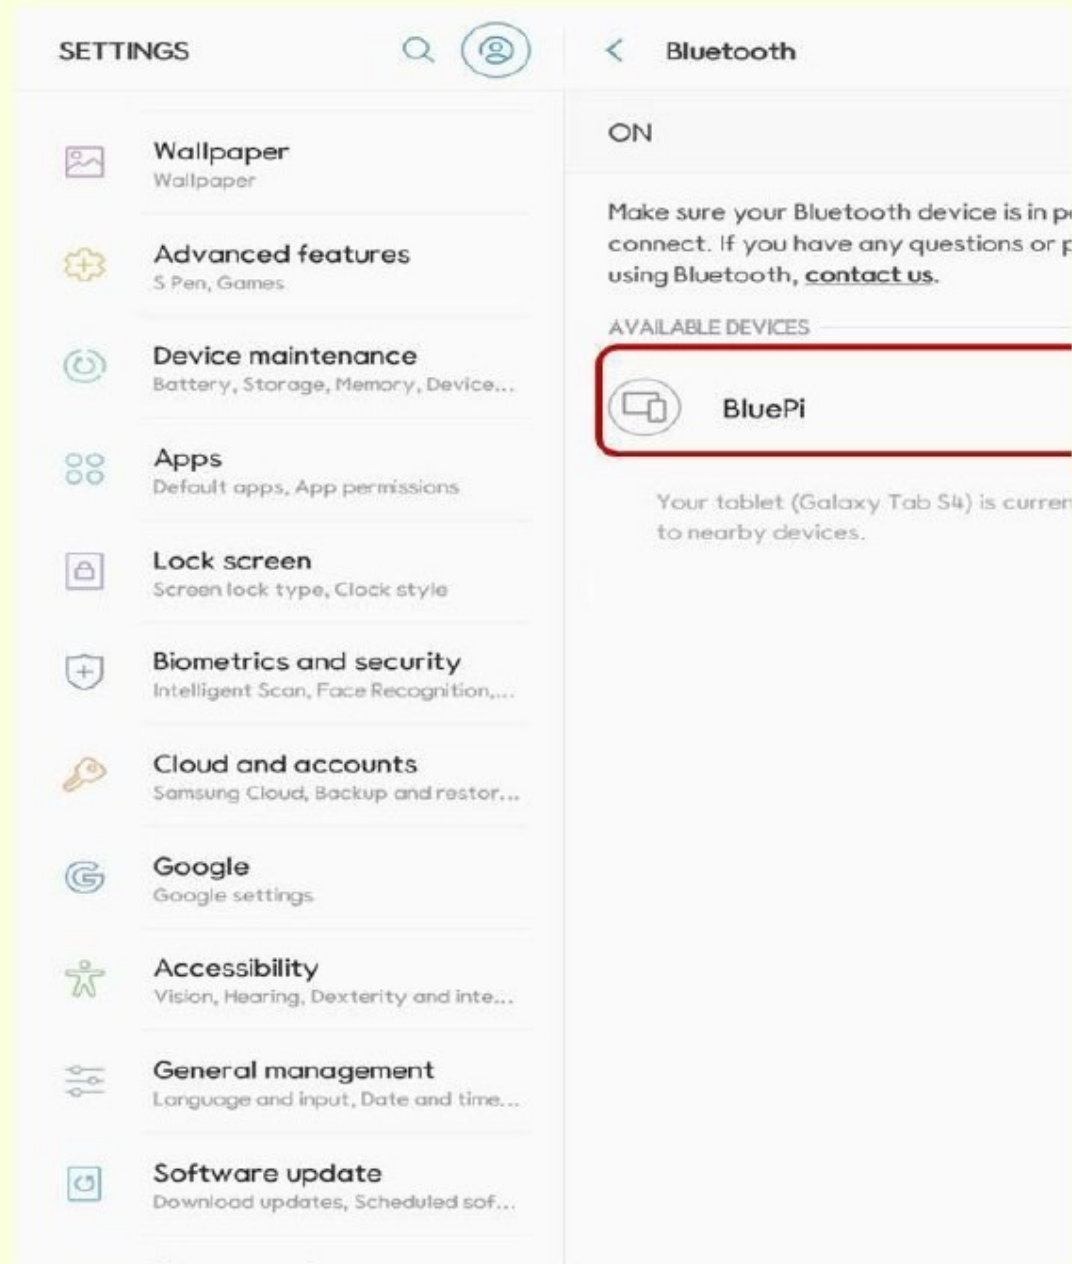 SETTINGS
Wallpaper
Wallpaper
Advanced features
S Pen, Games
Device maintenance
Battery, Storage, Memory, Device...
Apps
Default apps, App permissions
Lock screen
Screen lock type, Clock style
Biometrics and security
Intelligent Scan, Face Recognition,...
Cloud and accounts
Samsung Cloud, Backup and restor...
Google
Google settings
Accessibility
Vision, Hearing, Dexterity and inte...
General management
Language and input, Date and time...
Software update
Download updates, Scheduled sof...
Bluetooth
ON
Make sure your Bluetooth device is in
connect. If you have any questions or
using Bluetooth, contact us.
AVAILABLE DEVICES
BluePi
Your tablet (Galaxy Tab S4) is curren
to nearby devices.